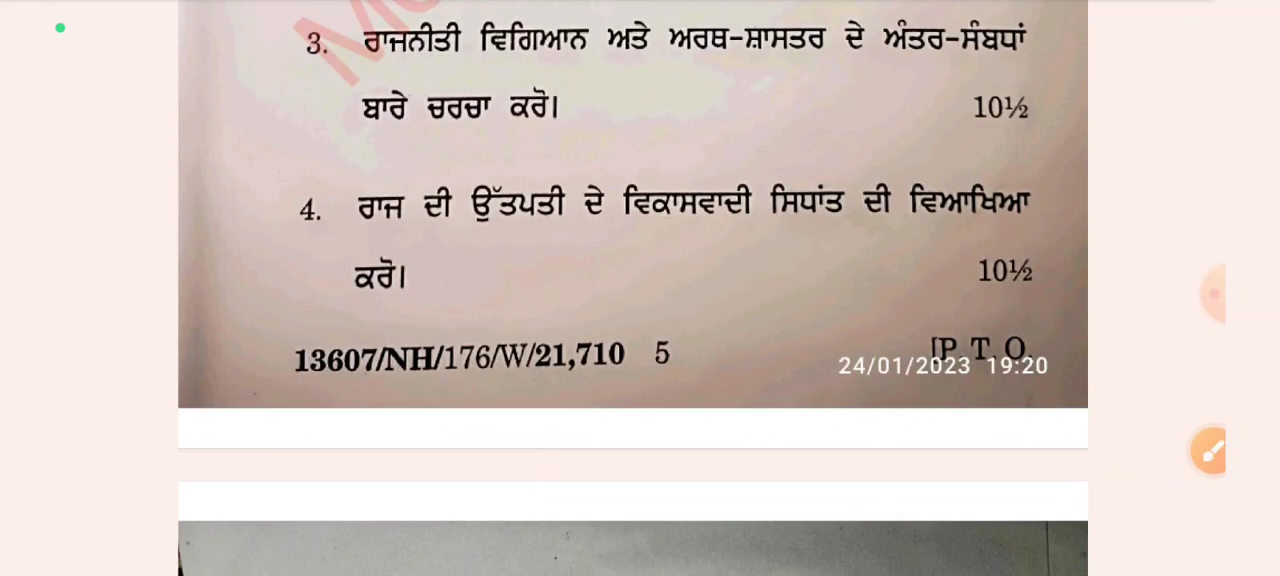 3. ਰਾਜਨੀਤੀ ਵਿਗਿਆਨ ਅਤੇ ਅਰਥ-ਸ਼ਾਸਤਰ ਦੇ ਅੰਤਰ-ਸੰਬਧਾਂ
ਬਾਰੇ ਚਰਚਾ ਕਰੋ। 10½
4. ਰਾਜ ਦੀ ਉੱਤਪਤੀ ਦੇ ਵਿਕਾਸਵਾਦੀ ਸਿਧਾਂਤ ਦੀ ਵਿਆਖਿਆ
ਕਰੋ। 10½
13607/NH/176/W/21,710 5 [P. T. O.
24/01/2023 19:20